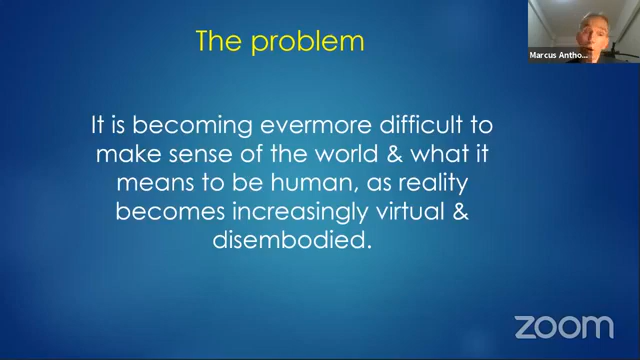 The problem
Marcus Antho...
It is becoming evermore difficult to
make sense of the world & what it
means to be human, as reality
becomes increasingly virtual &
disembodied.
zoom